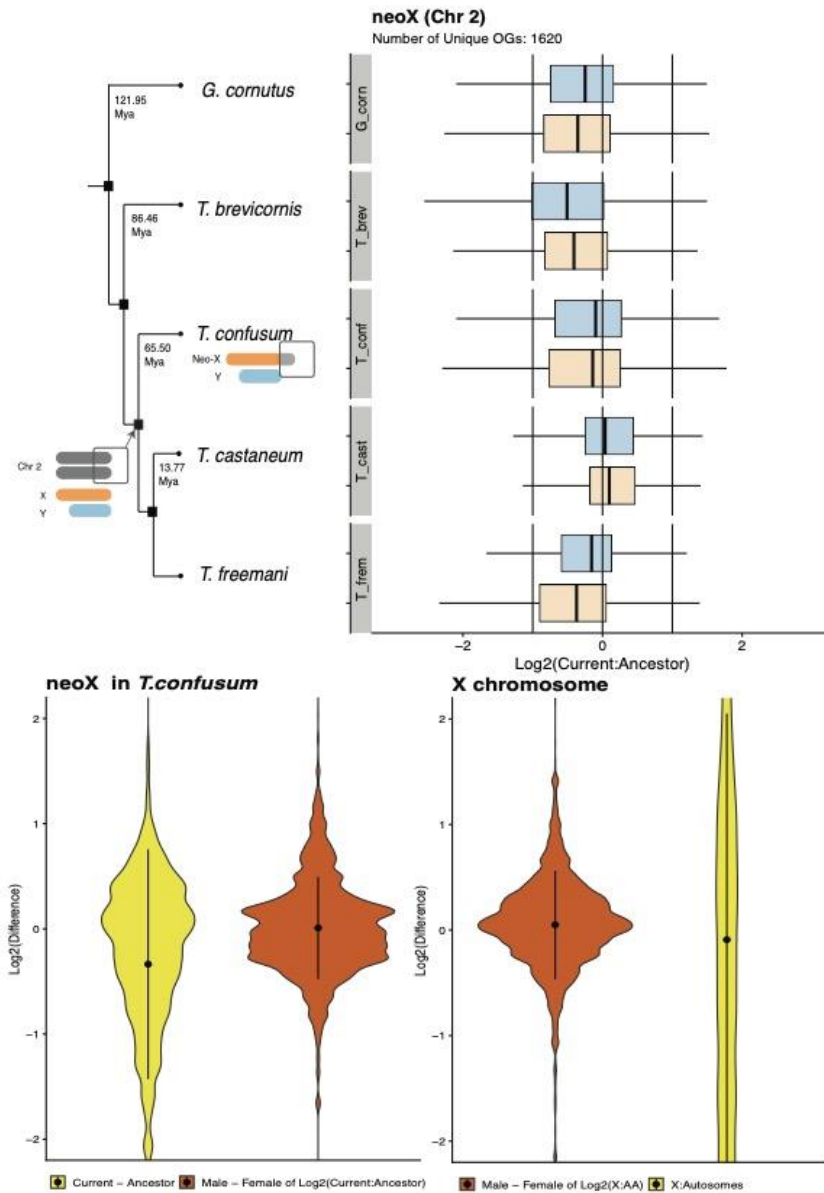 neoX (Chr 2)
Number of Unique OGs: 1620
121.95
Mya
G. cornutus
G_corn
86.46
Mya
T. brevicornis
T_brev
65.50
Mya
T. confusum
Neo-X
Y
T_conf
Chr 2
X
Y
13.77
Mya
T. castaneum
T_cast
T. freemani
T_frem
−2
0
2
Log2(Current:Ancestor)
neoX in T.confusum
2
1
0
−1
−2
Log2(Difference)
Current − Ancestor
Male − Female of Log2(Current:Ancestor)
X chromosome
2
1
0
−1
−2
Log2(Difference)
Male − Female of Log2(X:AA)
X:Autosomes